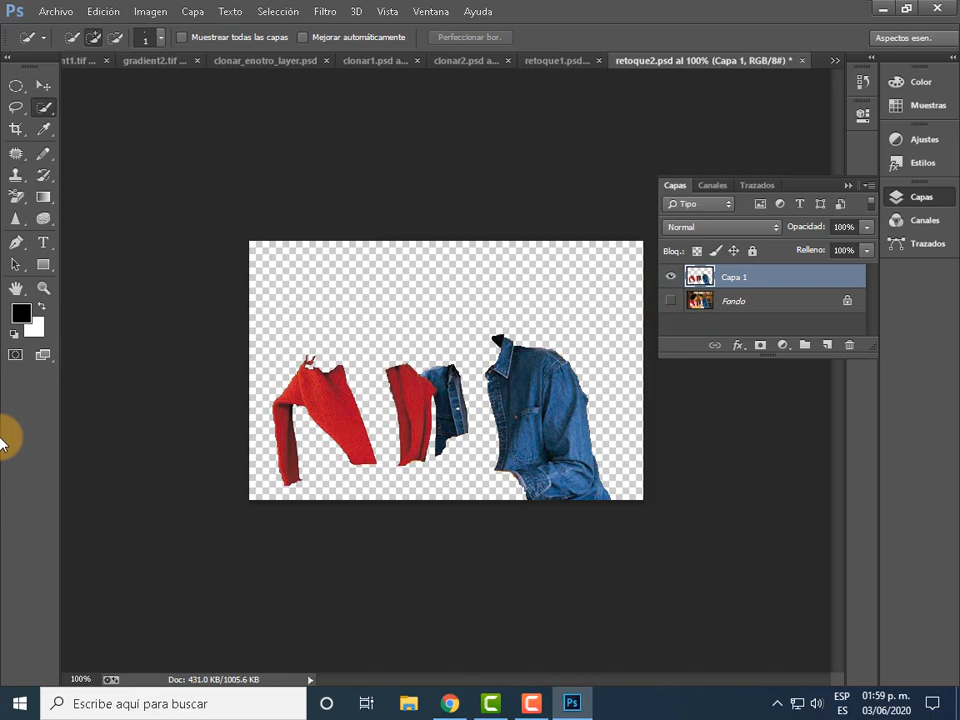 Ps Archivo Edición Imagen Capa Texto Selección Filtro 3D Vista Ventana Ayuda
1 Muestrear todas las capas Mejorar automáticamente Perfeccionar bor... Aspectos esen.
nt1.tif ... × gradient2.tif ... × clonar_enotro_layer.psd × clonar1.psd a... × clonar2.psd a... × retoque1.psd... × retoque2.psd al 100% (Capa 1, RGB/8#) * ×
Color
Muestras
Ajustes
Estilos
Capas
Canales
Trazados
Capas Canales Trazados
Tipo
Normal Opacidad: 100%
Bloq.: Relleno: 100%
Capa 1
Fondo
fx
100% Doc: 431.0 KB/1005.6 KB
Escribe aquí para buscar
Ps
ESP
ES
01:59 p. m.
03/06/2020